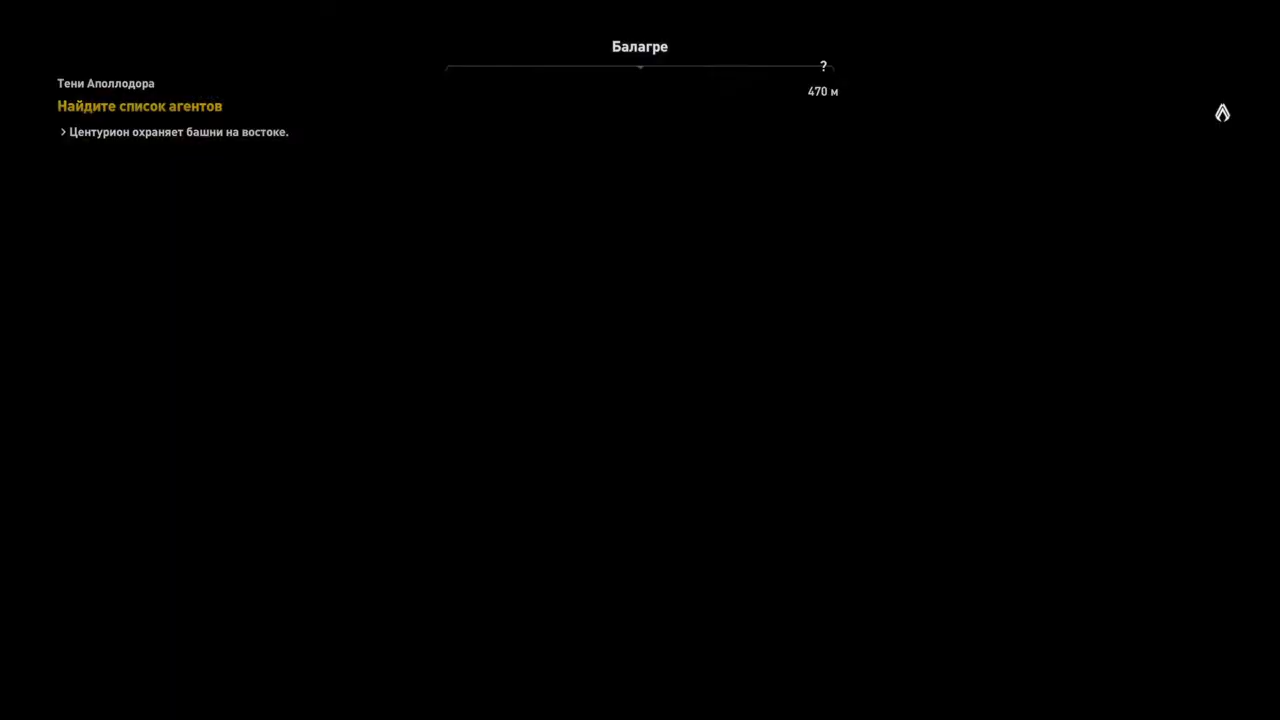 Балагре
?
470 м
Тени Аполлодора
Найдите список агентов
> Центурион охраняет башни на востоке.